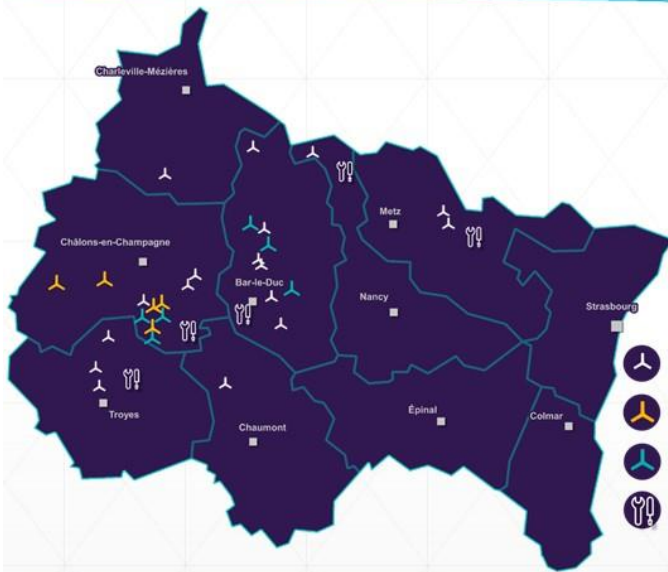 Charleville-Mézières
Metz
Châlons-en-Champagne
Bar-le-Duc
Nancy
Strasbourg
Troyes
Chaumont
Épinal
Colmar